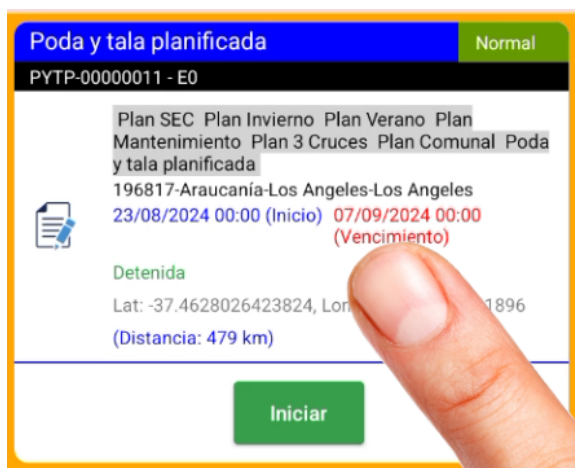 Poda y tala planificada
Normal
PYTP-00000011 - E0
Plan SEC Plan Invierno Plan Verano Plan
Mantenimiento Plan 3 Cruces Plan Comunal Poda
y tala planificada
196817-Araucanía-Los Angeles-Los Angeles
23/08/2024 00:00 (Inicio) 07/09/2024 00:00
(Vencimiento)
Detenida
Lat: -37.4628026423824, 1896
(Distancia: 479 km)
Iniciar